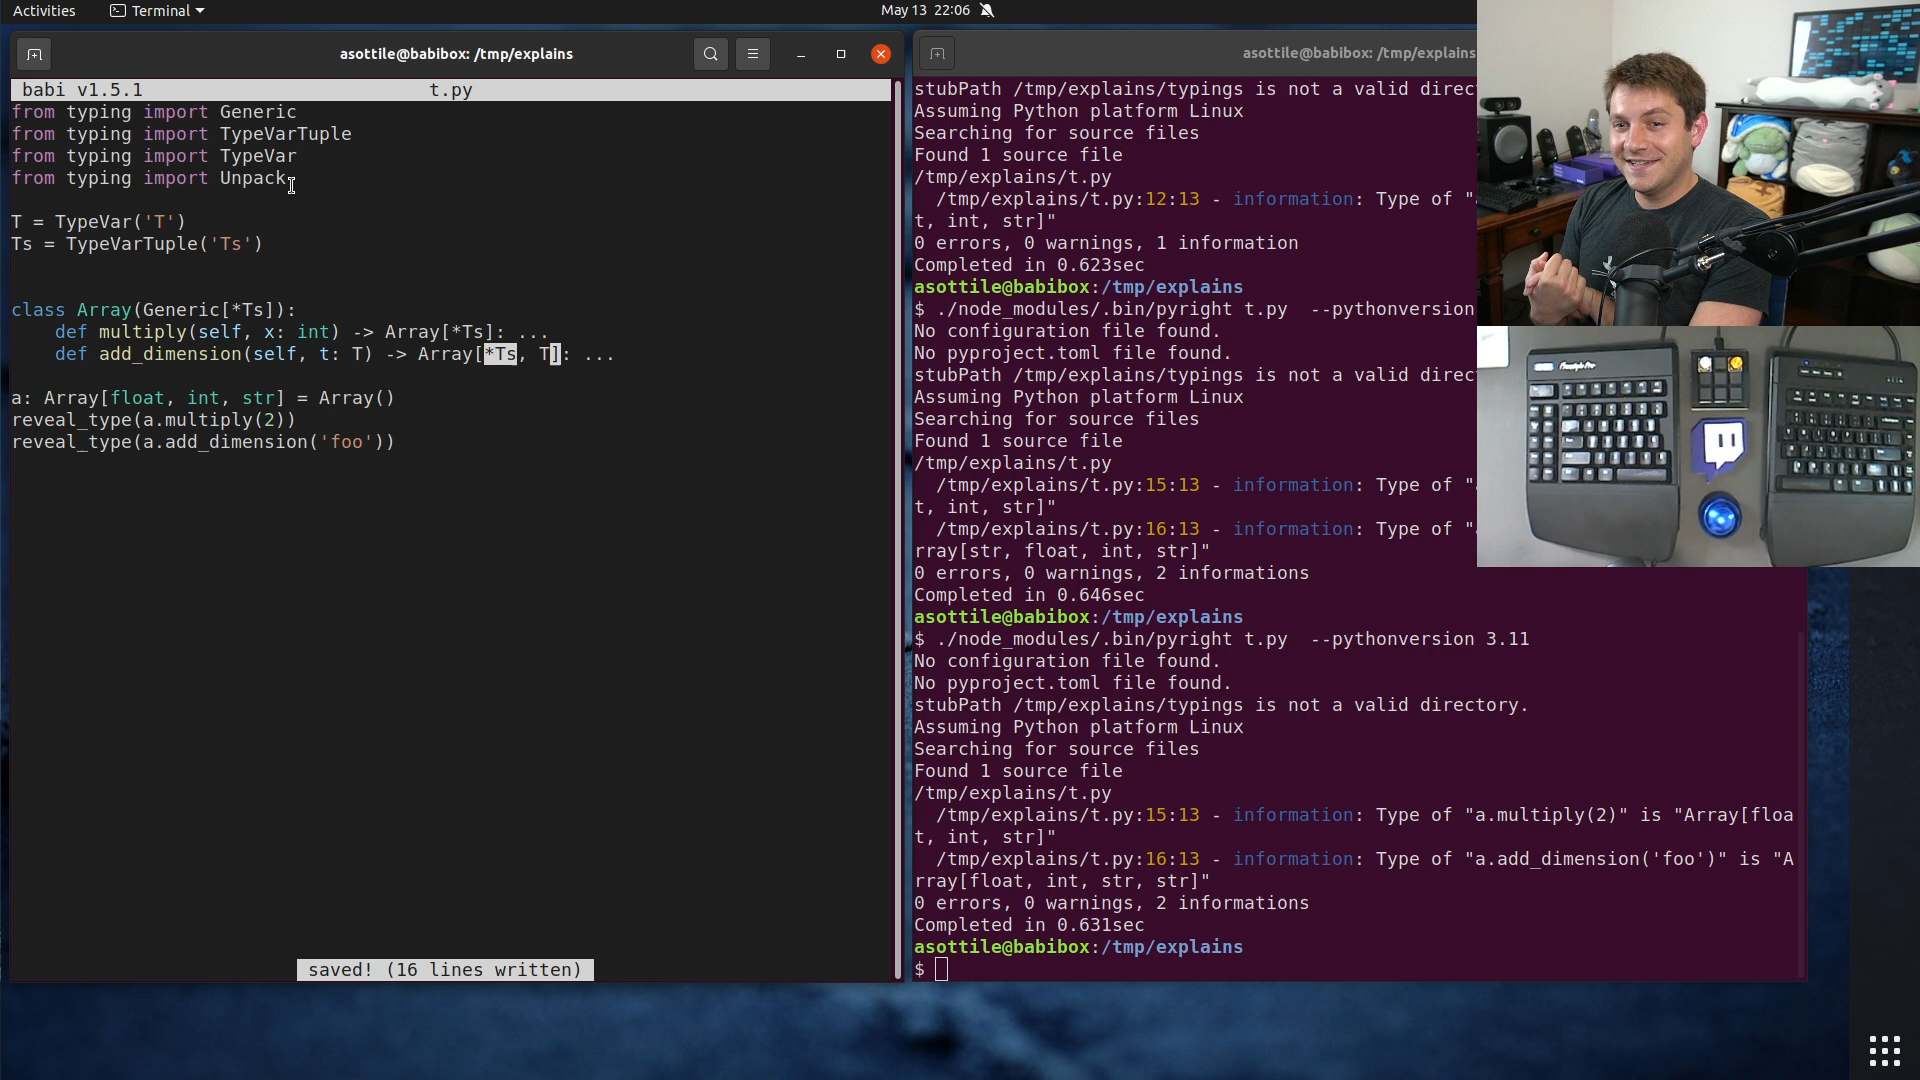 Activities
Terminal
May 13 22:06
asottile@babibox: /tmp/explains
babi v1.5.1 t.py
from typing import Generic
from typing import TypeVarTuple
from typing import TypeVar
from typing import Unpack
T = TypeVar('T')
Ts = TypeVarTuple('Ts')
class Array(Generic[*Ts]):
    def multiply(self, x: int) -> Array[*Ts]: ...
    def add_dimension(self, t: T) -> Array[*Ts, T]: ...
a: Array[float, int, str] = Array()
reveal_type(a.multiply(2))
reveal_type(a.add_dimension('foo'))
saved! (16 lines written)
asottile@babibox: /tmp/explains
stubPath /tmp/explains/typings is not a valid direc
Assuming Python platform Linux
Searching for source files
Found 1 source file
/tmp/explains/t.py
  /tmp/explains/t.py:12:13 - information: Type of "
t, int, str]"
0 errors, 0 warnings, 1 information
Completed in 0.623sec
asottile@babibox:/tmp/explains
$ ./node_modules/.bin/pyright t.py  --pythonversion
No configuration file found.
No pyproject.toml file found.
stubPath /tmp/explains/typings is not a valid direc
Assuming Python platform Linux
Searching for source files
Found 1 source file
/tmp/explains/t.py
  /tmp/explains/t.py:15:13 - information: Type of "
t, int, str]"
  /tmp/explains/t.py:16:13 - information: Type of "
rray[str, float, int, str]"
0 errors, 0 warnings, 2 informations
Completed in 0.646sec
asottile@babibox:/tmp/explains
$ ./node_modules/.bin/pyright t.py  --pythonversion 3.11
No configuration file found.
No pyproject.toml file found.
stubPath /tmp/explains/typings is not a valid directory.
Assuming Python platform Linux
Searching for source files
Found 1 source file
/tmp/explains/t.py
  /tmp/explains/t.py:15:13 - information: Type of "a.multiply(2)" is "Array[floa
t, int, str]"
  /tmp/explains/t.py:16:13 - information: Type of "a.add_dimension('foo')" is "A
rray[float, int, str, str]"
0 errors, 0 warnings, 2 informations
Completed in 0.631sec
asottile@babibox:/tmp/explains
$